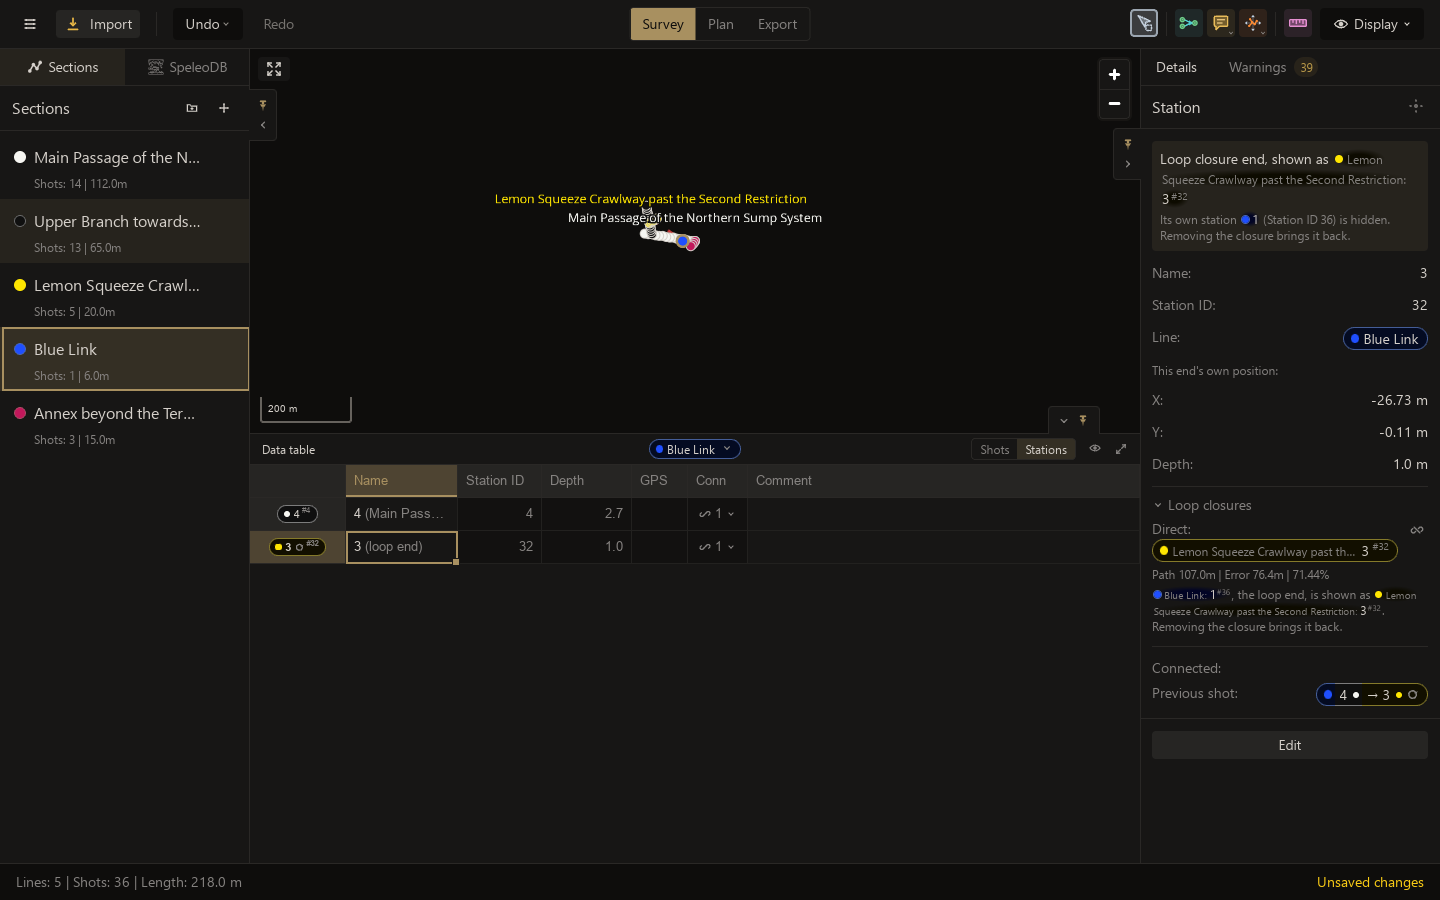 Import
Undo
Redo
Survey
Plan
Export
Display
Sections
SpeleoDB
Sections
Main Passage of the N...
Shots: 14 | 112.0m
Upper Branch towards...
Shots: 13 | 65.0m
Lemon Squeeze Crawl...
Shots: 5 | 20.0m
Blue Link
Shots: 1 | 6.0m
Annex beyond the Ter...
Shots: 3 | 15.0m
Lemon Squeeze Crawlway past the Second Restriction
Main Passage of the Northern Sump System
200 m
Data table
Blue Link
Shots
Stations
Name Station ID Depth GPS Conn Comment
4 #4 4 (Main Pass... 4 2.7 1
3 #32 3 (loop end) 32 1.0 1
Details
Warnings 39
Station
Loop closure end, shown as Lemon
Squeeze Crawlway past the Second Restriction:
3 #32
Its own station 1 (Station ID 36) is hidden.
Removing the closure brings it back.
Name: 3
Station ID: 32
Line: Blue Link
This end's own position:
X: -26.73 m
Y: -0.11 m
Depth: 1.0 m
Loop closures
Direct:
Lemon Squeeze Crawlway past th... 3 #32
Path 107.0m | Error 76.4m | 71.44%
Blue Link: 1 #36, the loop end, is shown as Lemon
Squeeze Crawlway past the Second Restriction: 3 #32.
Removing the closure brings it back.
Connected:
Previous shot: 4 → 3
Edit
Lines: 5 | Shots: 36 | Length: 218.0 m
Unsaved changes